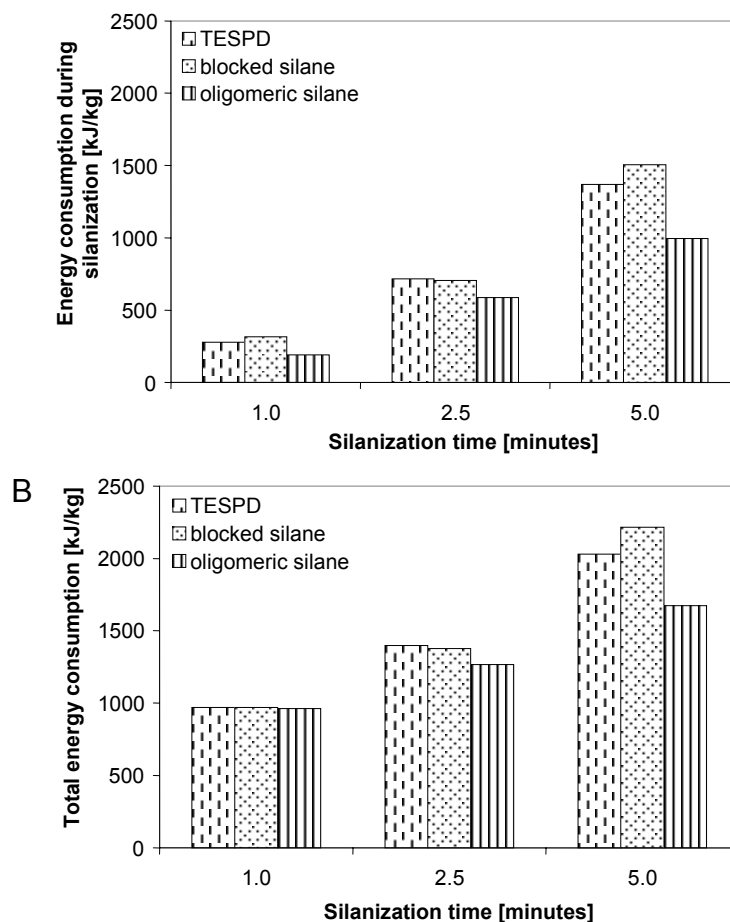 2500
2000
1500
1000
500
0
Energy consumption during
silanization [kJ/kg]
TESPD
blocked silane
oligomeric silane
1.0 2.5 5.0
Silanization time [minutes]
B
2500
2000
1500
1000
500
0
Total energy consumption [kJ/kg]
TESPD
blocked silane
oligomeric silane
1.0 2.5 5.0
Silanization time [minutes]